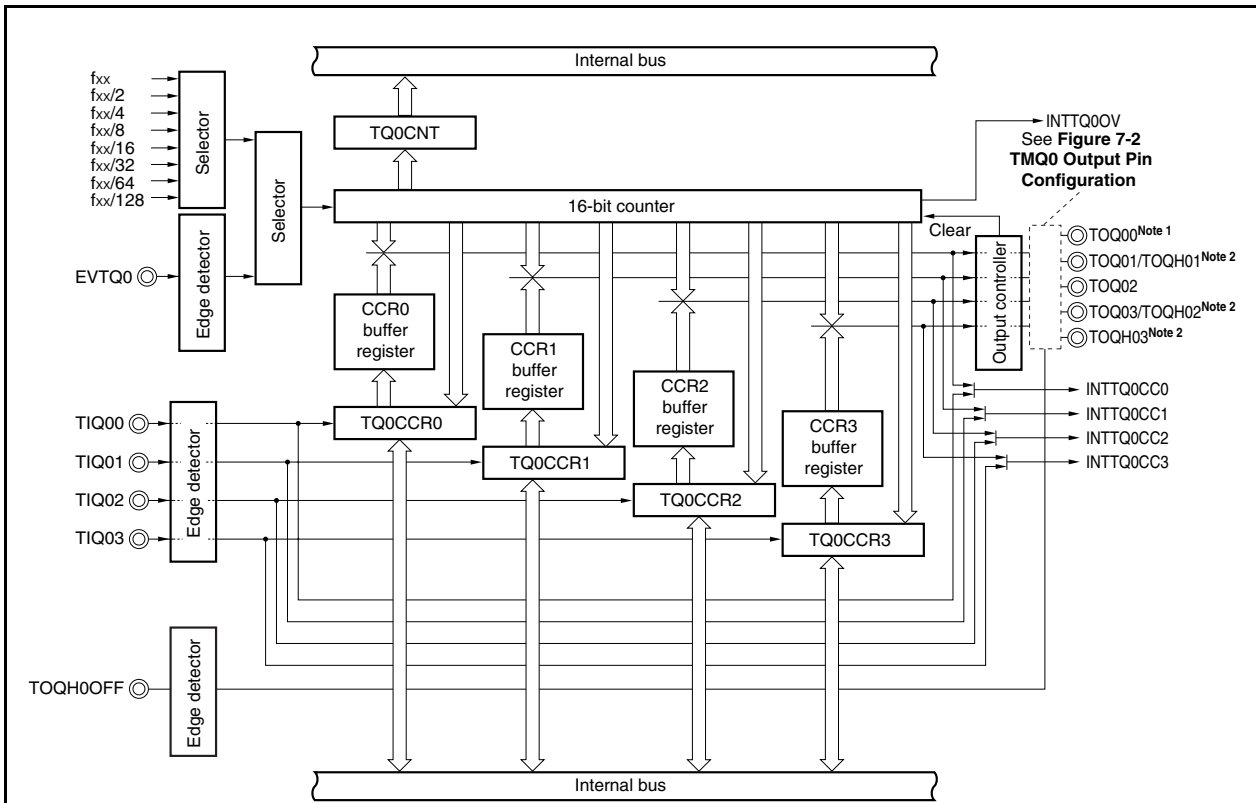 Internal bus
fxx
fxx/2
fxx/4
fxx/8
fxx/16
fxx/32
fxx/64
fxx/128
Selector
Selector
EVTQ0
Edge detector
TQ0CNT
16-bit counter
INTTQ0OV
See Figure 7-2
TMQ0 Output Pin
Configuration
Clear
Output controller
TOQ00Note 1
TOQ01/TOQH01Note 2
TOQ02
TOQ03/TOQH02Note 2
TOQH03Note 2
CCR0
buffer
register
CCR1
buffer
register
CCR2
buffer
register
CCR3
buffer
register
INTTQ0CC0
INTTQ0CC1
INTTQ0CC2
INTTQ0CC3
TIQ00
TIQ01
TIQ02
TIQ03
Edge detector
TQ0CCR0
TQ0CCR1
TQ0CCR2
TQ0CCR3
TOQH0OFF
Edge detector
Internal bus